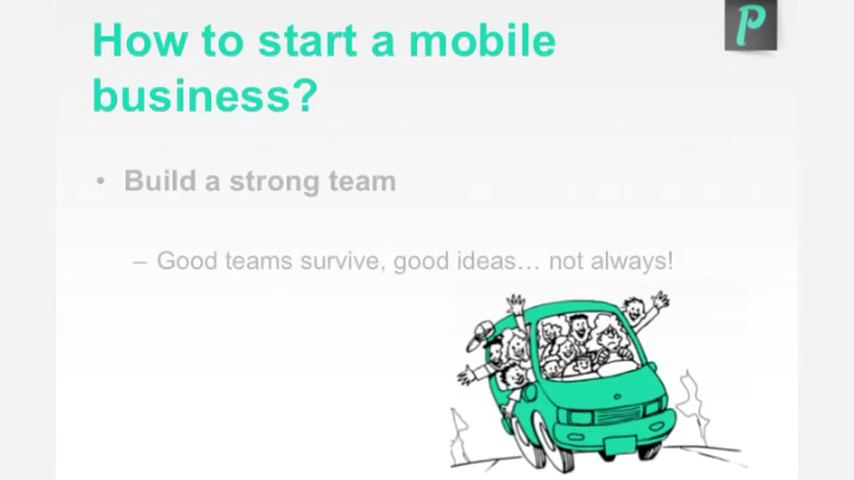 How to start a mobile
business?
P
• Build a strong team
– Good teams survive, good ideas… not always!